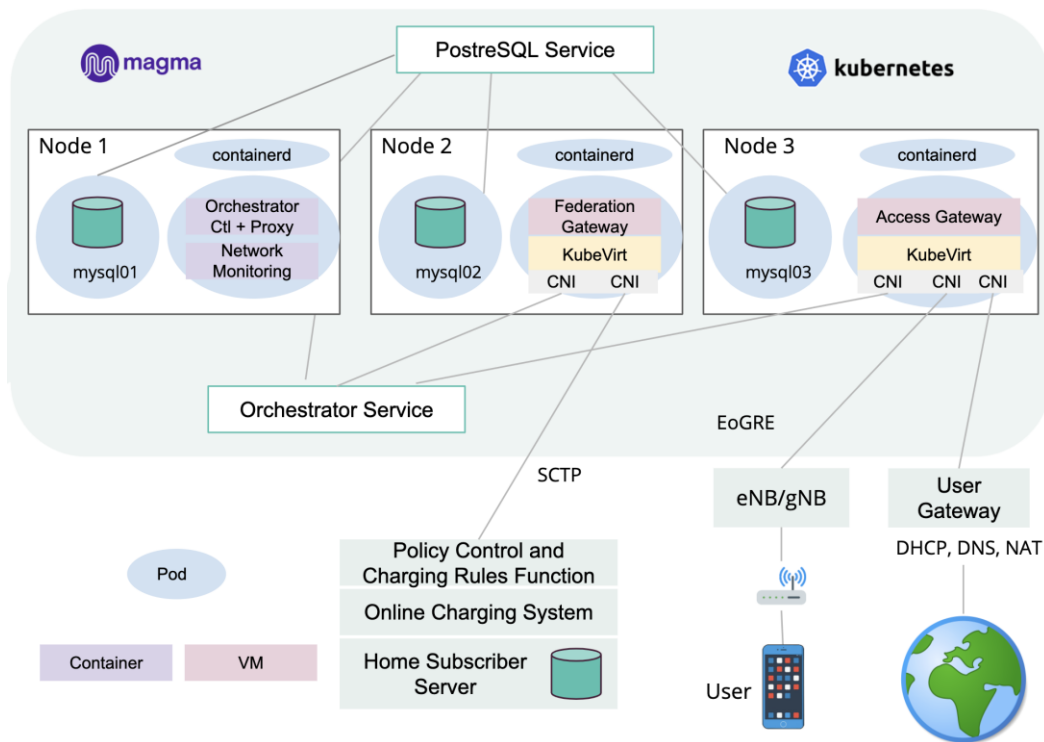 magma
PostreSQL Service
kubernetes
Node 1
containerd
mysql01
Orchestrator
Ctl + Proxy
Network
Monitoring
Node 2
containerd
mysql02
Federation
Gateway
KubeVirt
CNI
CNI
Node 3
containerd
mysql03
Access Gateway
KubeVirt
CNI
CNI
CNI
Orchestrator Service
EoGRE
SCTP
eNB/gNB
User
Gateway
DHCP, DNS, NAT
Policy Control and
Charging Rules Function
Online Charging System
Home Subscriber
Server
Pod
Container
VM
User